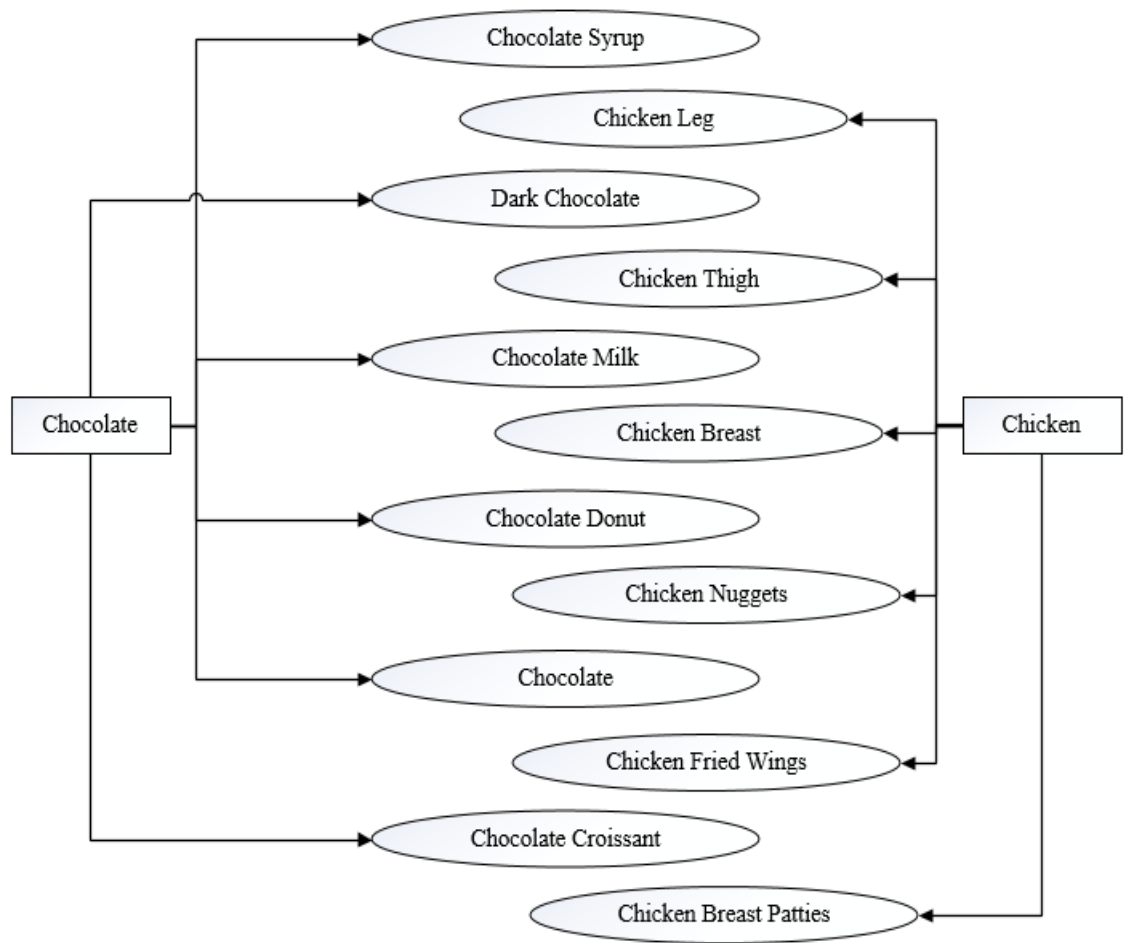 Chocolate Syrup
Chicken Leg
Dark Chocolate
Chicken Thigh
Chocolate Milk
Chocolate
Chicken Breast
Chicken
Chocolate Donut
Chicken Nuggets
Chocolate
Chicken Fried Wings
Chocolate Croissant
Chicken Breast Patties